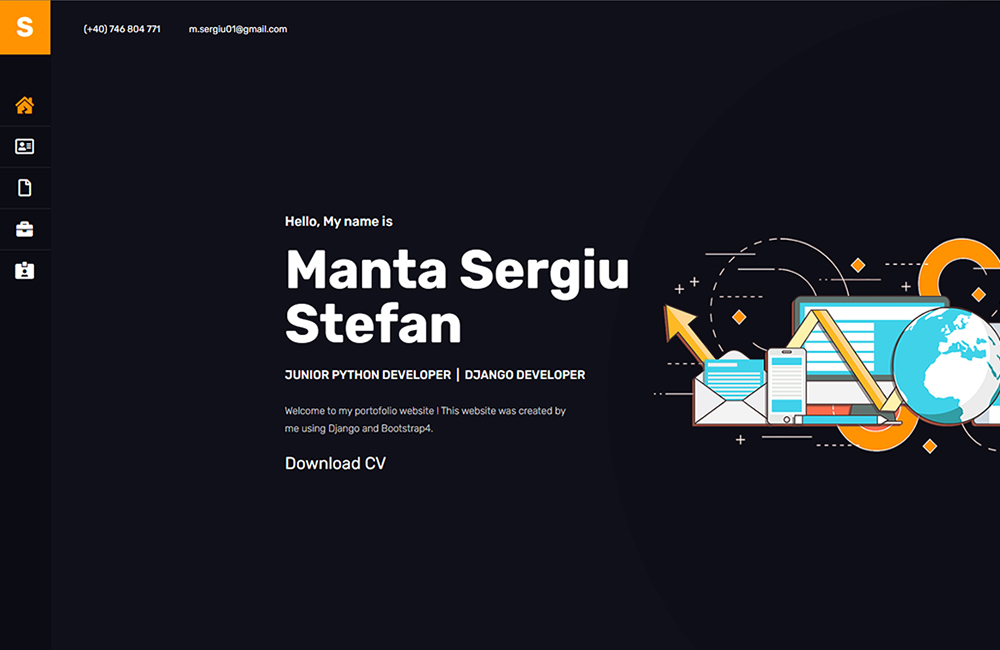 S
(+40) 746 804 771 m.sergiu01@gmail.com
Hello, My name is
Manta Sergiu
Stefan
JUNIOR PYTHON DEVELOPER | DJANGO DEVELOPER
Welcome to my portofolio website ! This website was created by
me using Django and Bootstrap4.
Download CV